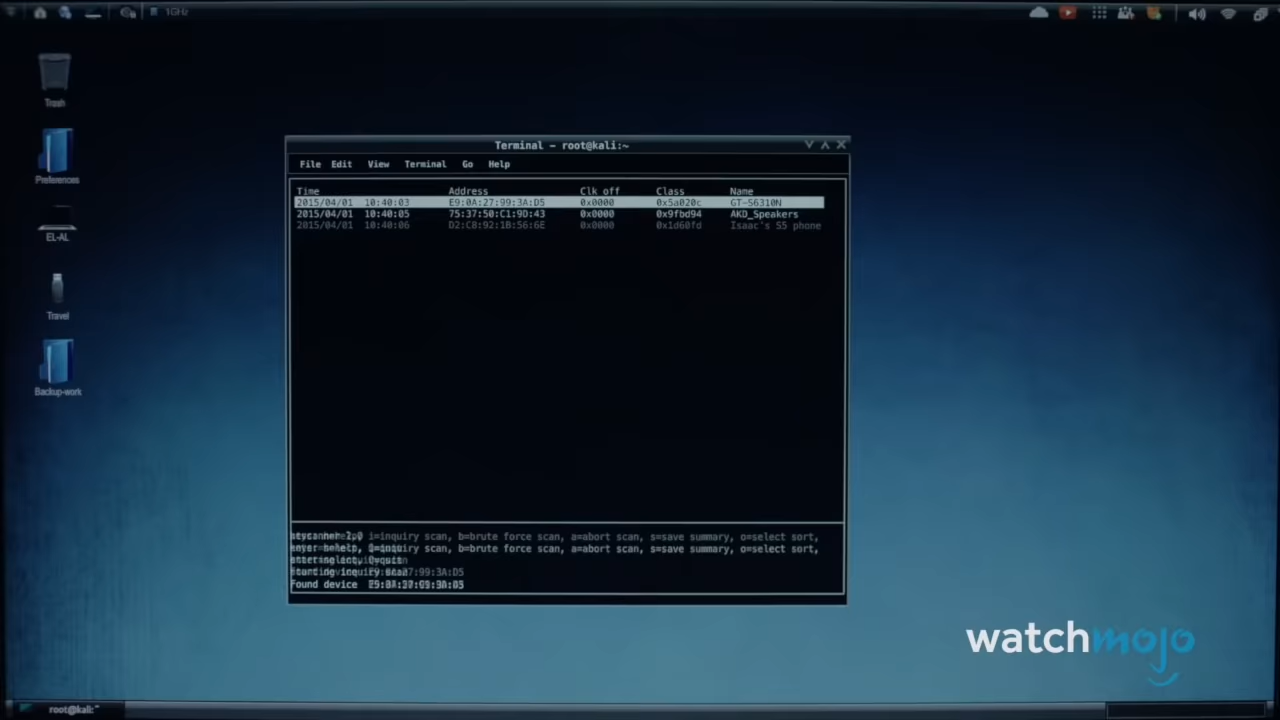 1GHz
Trash
Preferences
EL-AL
Travel
Backup-work
Terminal - root@kali:~
File Edit View Terminal Go Help
Time Address Clk off Class Name
2015/04/01 10:40:03 E9:0A:27:99:3A:D5 0x0000 0x5a020c GT-S6310N
2015/04/01 10:40:05 75:37:50:C1:9D:43 0x0000 0x9fbd94 AKD_Speakers
2015/04/01 10:40:06 D2:C8:92:1B:56:6E 0x0000 0x1d60fd Isaac's S5 phone
i=inquiry scan, b=brute force scan, a=abort scan, s=save summary, o=select sort,
scan, b=brute force scan, a=abort scan, s=save summary, o=select sort,
Found device
watchmojo
root@kali:~